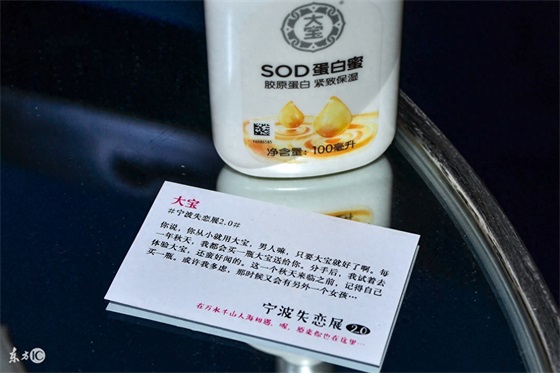 大宝
SOD蛋白蜜
胶原蛋白 紧致保湿
净含量：100毫升
大宝
#宁波失恋展2.0#
你说，你从小就用大宝，男人嘛，只要大宝就好了啊。每
一年秋天，我都会买一瓶大宝送给你。分手后，我试着去
体验大宝，还蛮好闻的。这一个秋天来临之前，记得自己
买一瓶。或许我多虑，那时候又会有另外一个女孩…
宁波失恋展 2.0
在万水千山人海相遇，喔，原来你也在这里…
东方IC